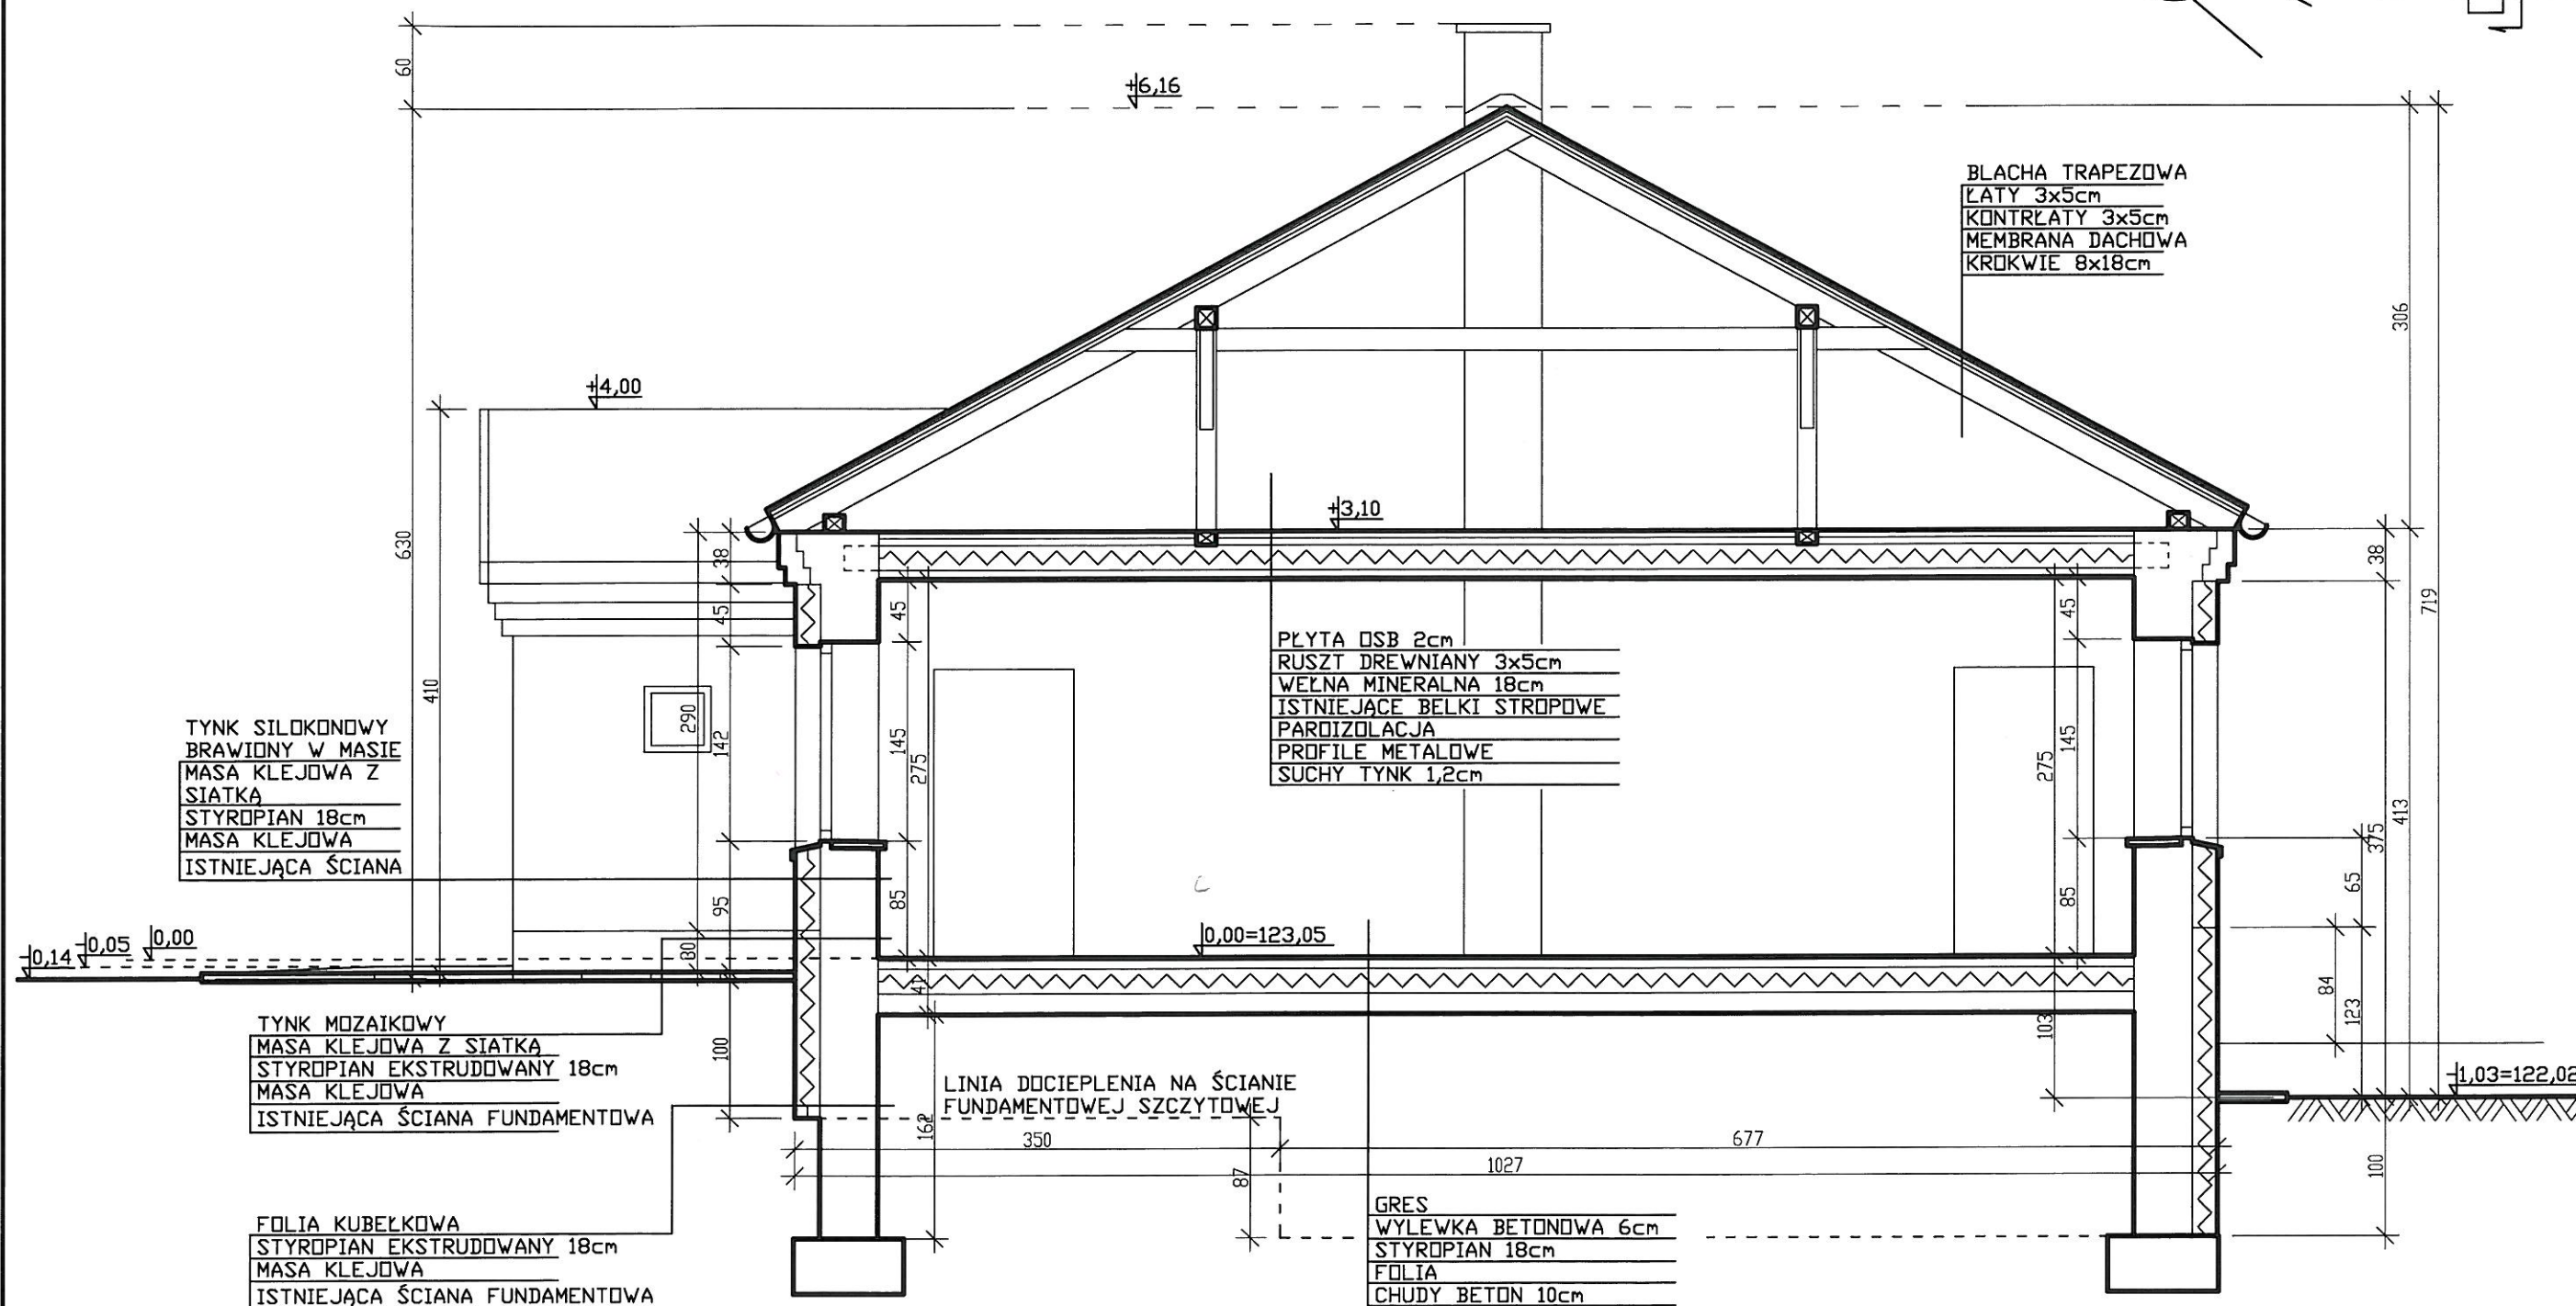 60
+6,16
BLACHA TRAPEZOWA
ŁATY 3x5cm
KONTRŁATY 3x5cm
MEMBRANA DACHOWA
KROKWIE 8x18cm
306
+4,00
+3,10
630
410
38
45
290
142
95
80
100
45
145
275
85
41
162
PŁYTA OSB 2cm
RUSZT DREWNIANY 3x5cm
WEŁNA MINERALNA 18cm
ISTNIEJĄCE BELKI STROPOWE
PAROIZOLACJA
PROFILE METALOWE
SUCHY TYNK 1,2cm
45
145
275
85
103
38
719
413
375
65
84
123
100
TYNK SILOKONOWY
BRAWIONY W MASIE
MASA KLEJOWA Z
SIATKĄ
STYROPIAN 18cm
MASA KLEJOWA
ISTNIEJĄCA ŚCIANA
-0,14
-0,05
0,00
0,00=123,05
-1,03=122,02
TYNK MOZAIKOWY
MASA KLEJOWA Z SIATKĄ
STYROPIAN EKSTRUDOWANY 18cm
MASA KLEJOWA
ISTNIEJĄCA ŚCIANA FUNDAMENTOWA
LINIA DOCIEPLENIA NA ŚCIANIE
FUNDAMENTOWEJ SZCZYTOWEJ
350
677
1027
87
FOLIA KUBEŁKOWA
STYROPIAN EKSTRUDOWANY 18cm
MASA KLEJOWA
ISTNIEJĄCA ŚCIANA FUNDAMENTOWA
GRES
WYLEWKA BETONOWA 6cm
STYROPIAN 18cm
FOLIA
CHUDY BETON 10cm